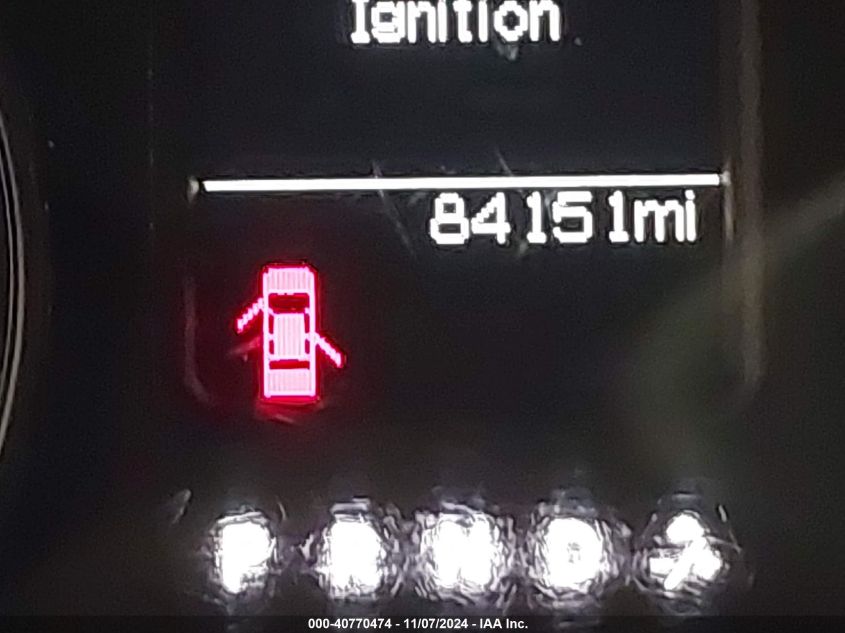 Ignition
84151mi
P R N D
000-40770474 - 11/07/2024 - IAA Inc.